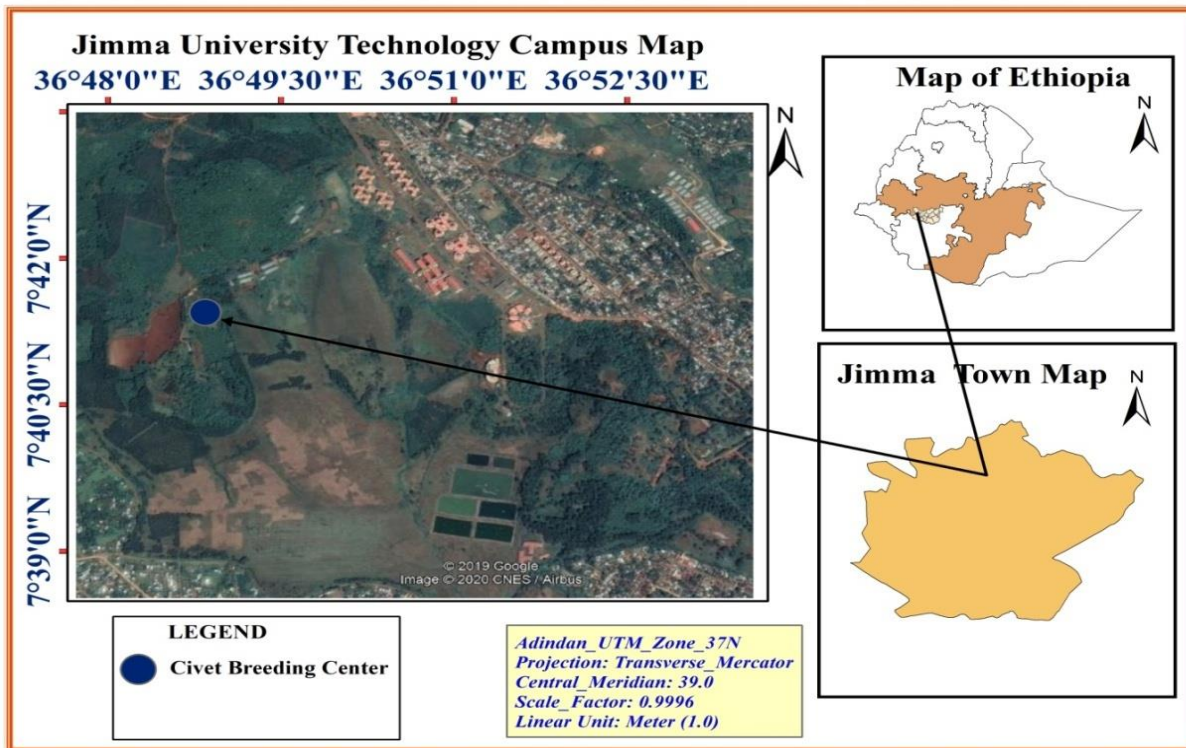 Jimma University Technology Campus Map
36°48'0"E 36°49'30"E 36°51'0"E 36°52'30"E
N
7°42'0"N
7°40'30"N
7°39'0"N
© 2019 Google
Image © 2020 CNES / Airbus
Map of Ethiopia
N
Jimma Town Map
N
LEGEND
Civet Breeding Center
Adindan_UTM_Zone_37N
Projection: Transverse_Mercator
Central_Meridian: 39.0
Scale_Factor: 0.9996
Linear Unit: Meter (1.0)